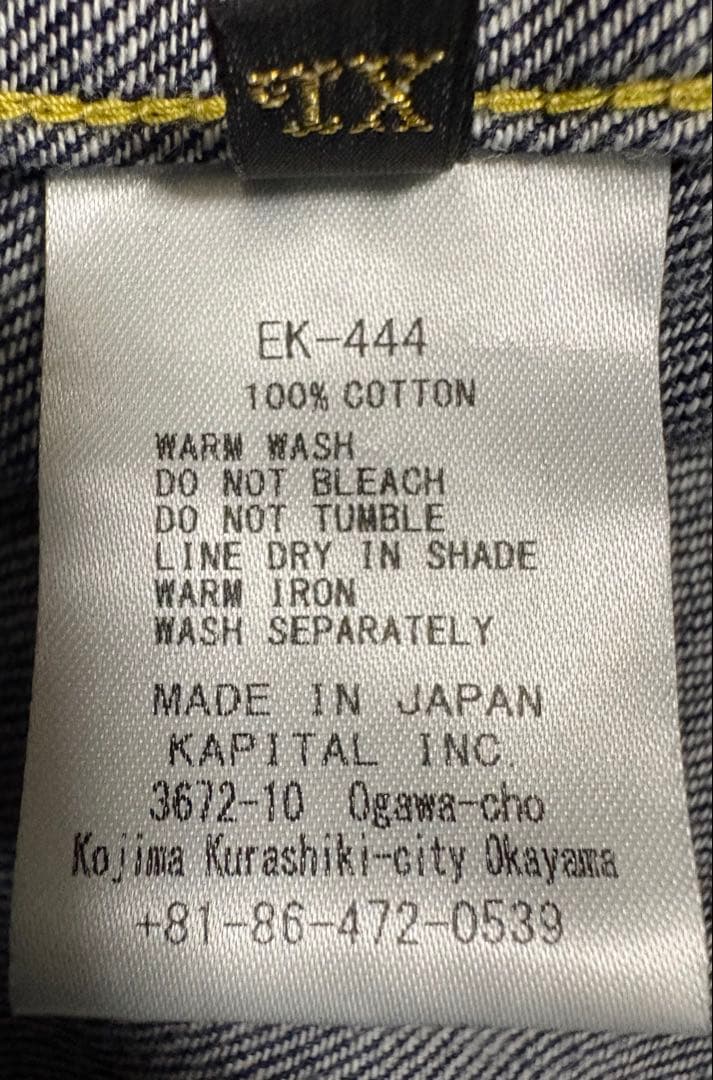 XL
EK-444
100% COTTON
WARM WASH
DO NOT BLEACH
DO NOT TUMBLE
LINE DRY IN SHADE
WARM IRON
WASH SEPARATELY
MADE IN JAPAN
KAPITAL INC.
3672-10 Ogawa-cho
Kojima Kurashiki-city Okayama
+81-86-472-0539